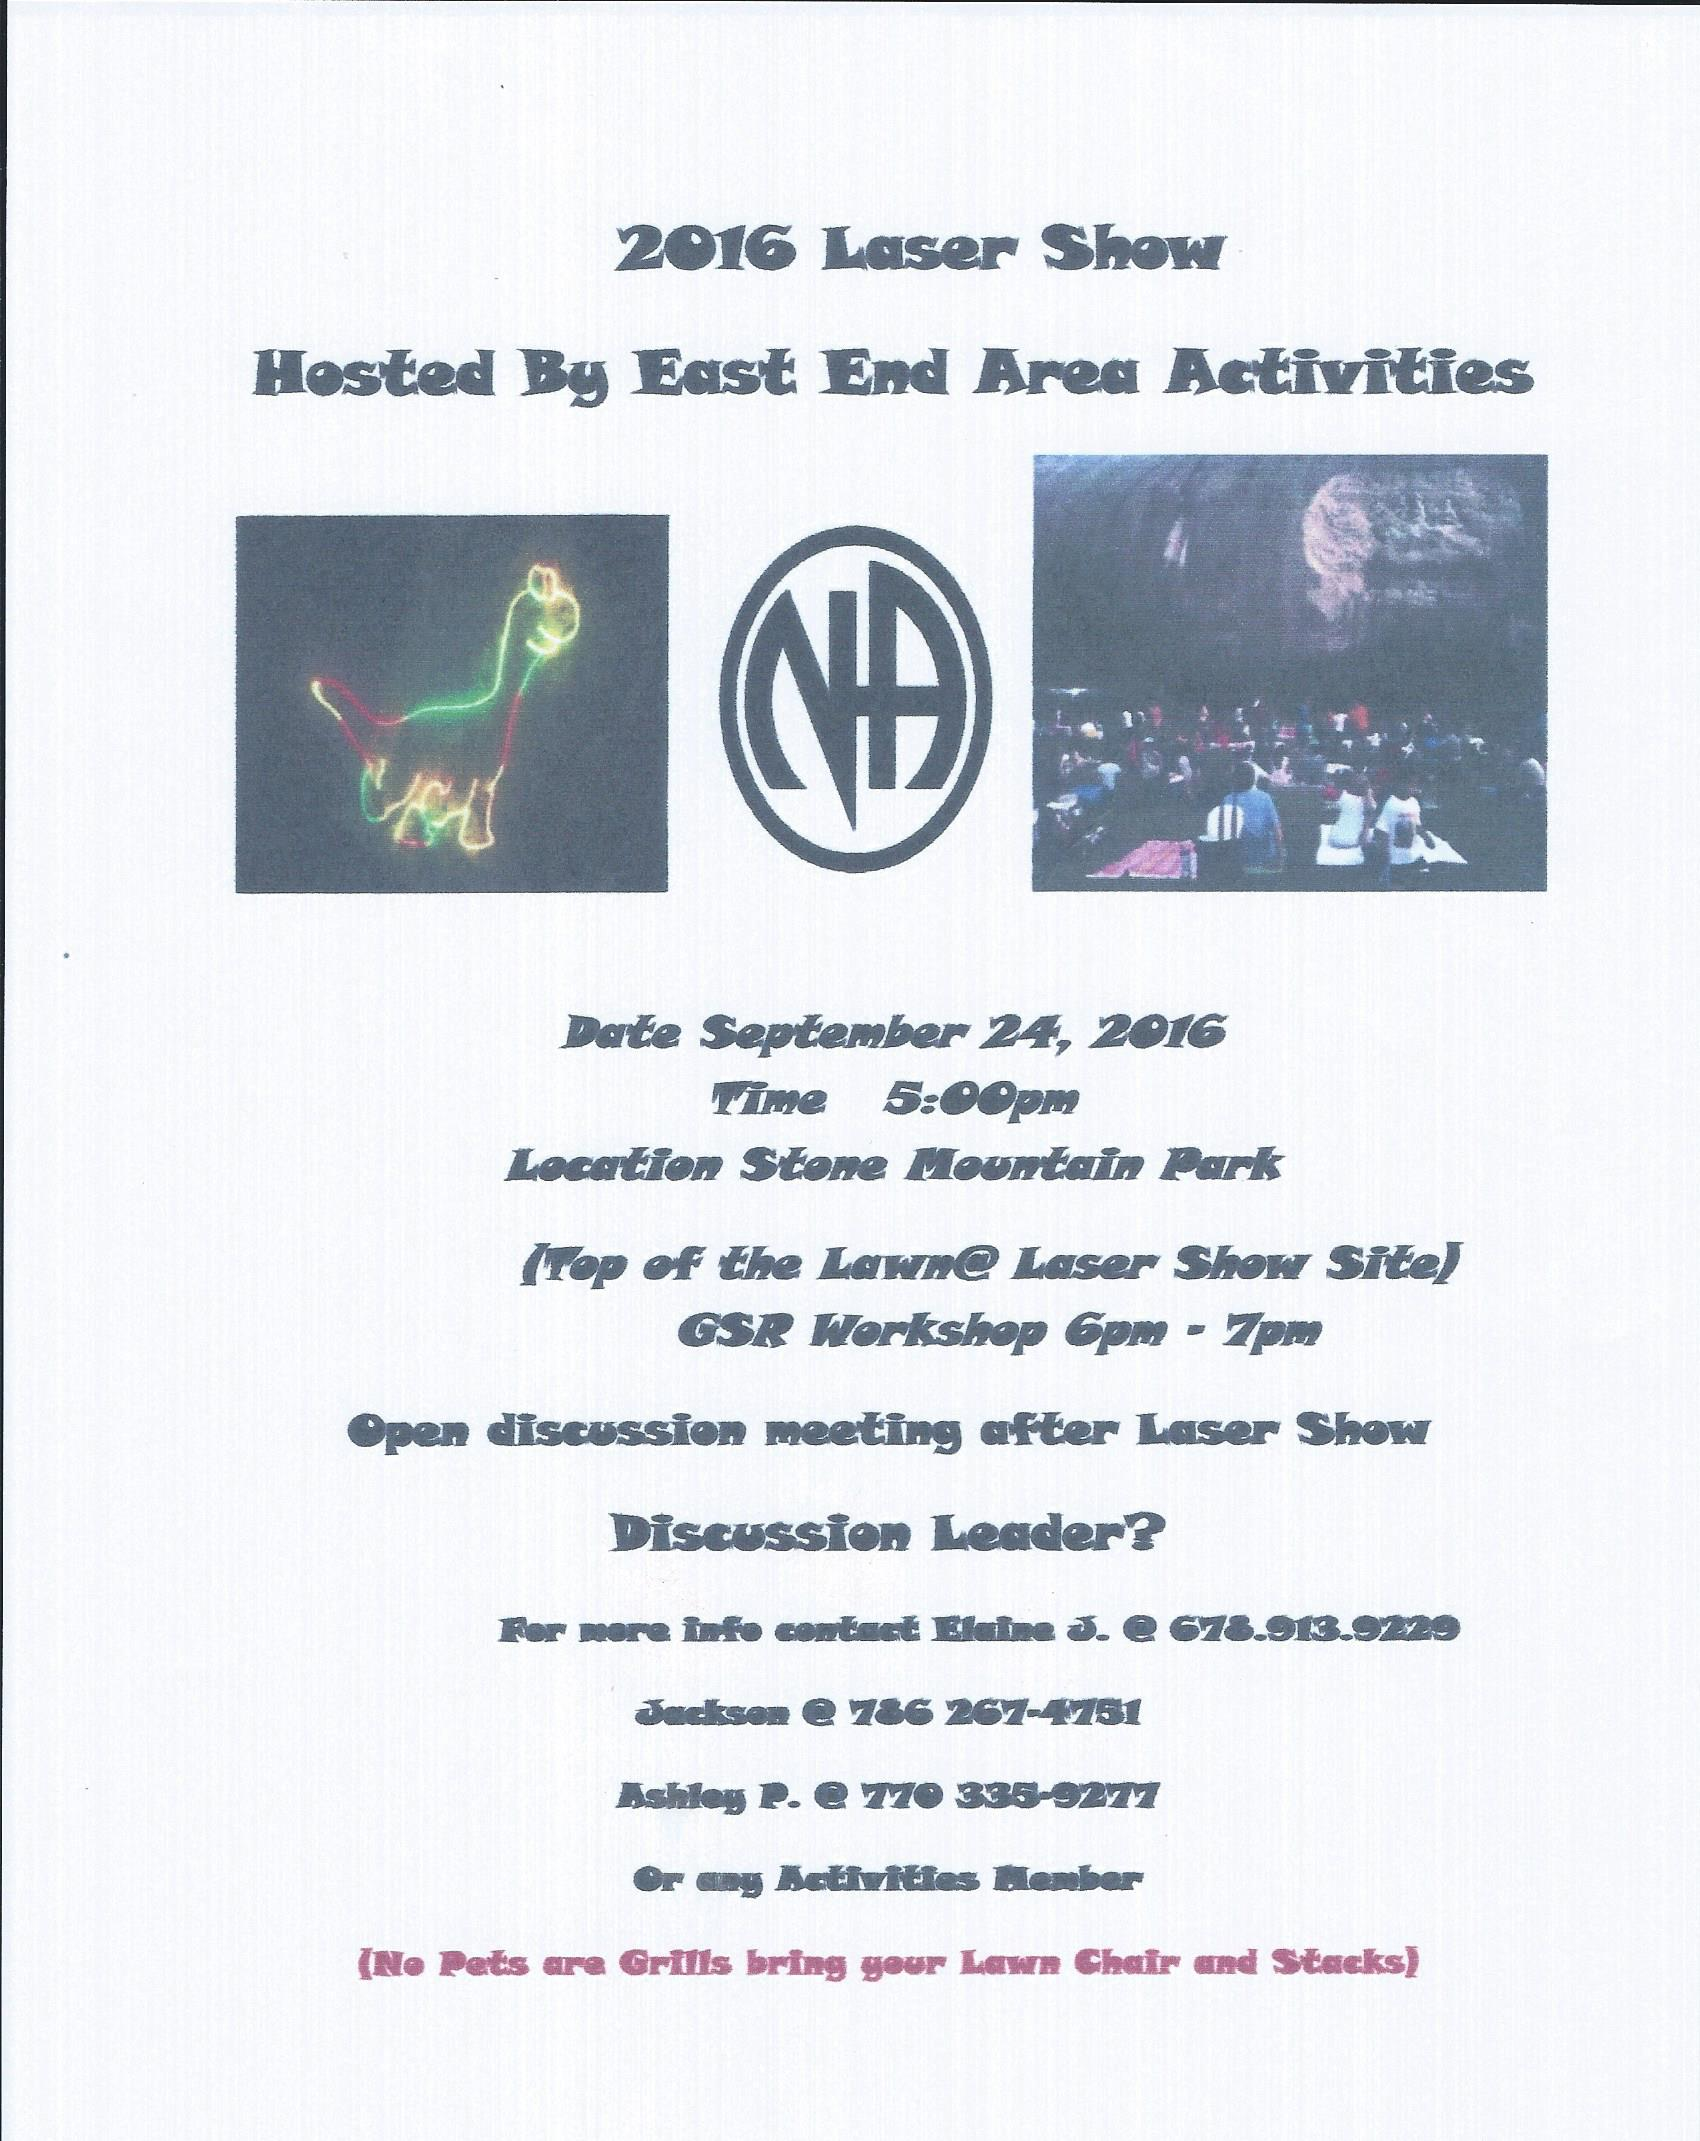 2016 Laser Show
Hosted By East End Area Activities
NA
Date September 24, 2016
Time 5:00pm
Location Stone Mountain Park
(Top of the Lawn@ Laser Show Site)
GSR Workshop 6pm - 7pm
Open discussion meeting after Laser Show
Discussion Leader?
For more info contact Elaine J. @ 678.913.9229
Jackson @ 786 267-4751
Ashley P. @ 770 335-9277
Or any Activities Member
(No Pets are Grills bring your Lawn Chair and Stacks)